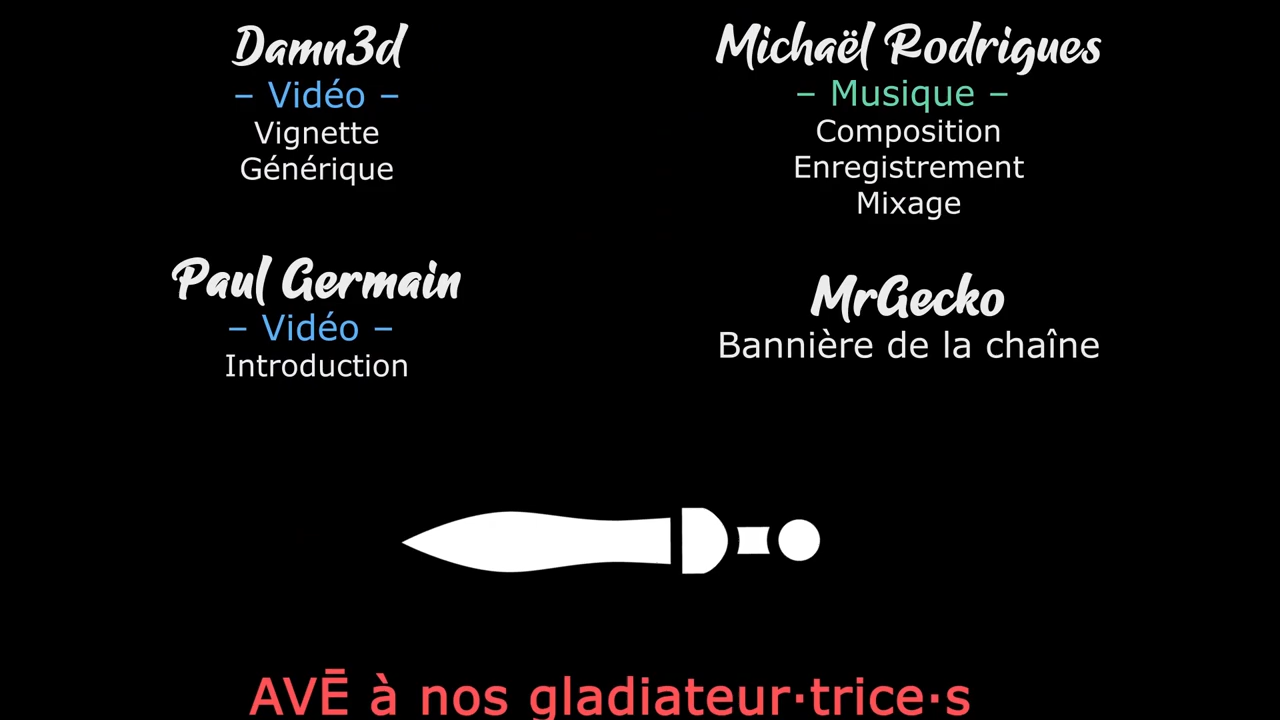 Damn3d
– Vidéo –
Vignette
Générique
Michaël Rodrigues
– Musique –
Composition
Enregistrement
Mixage
Paul Germain
– Vidéo –
Introduction
MrGecko
Bannière de la chaîne
AVĒ à nos gladiateur·trice·s